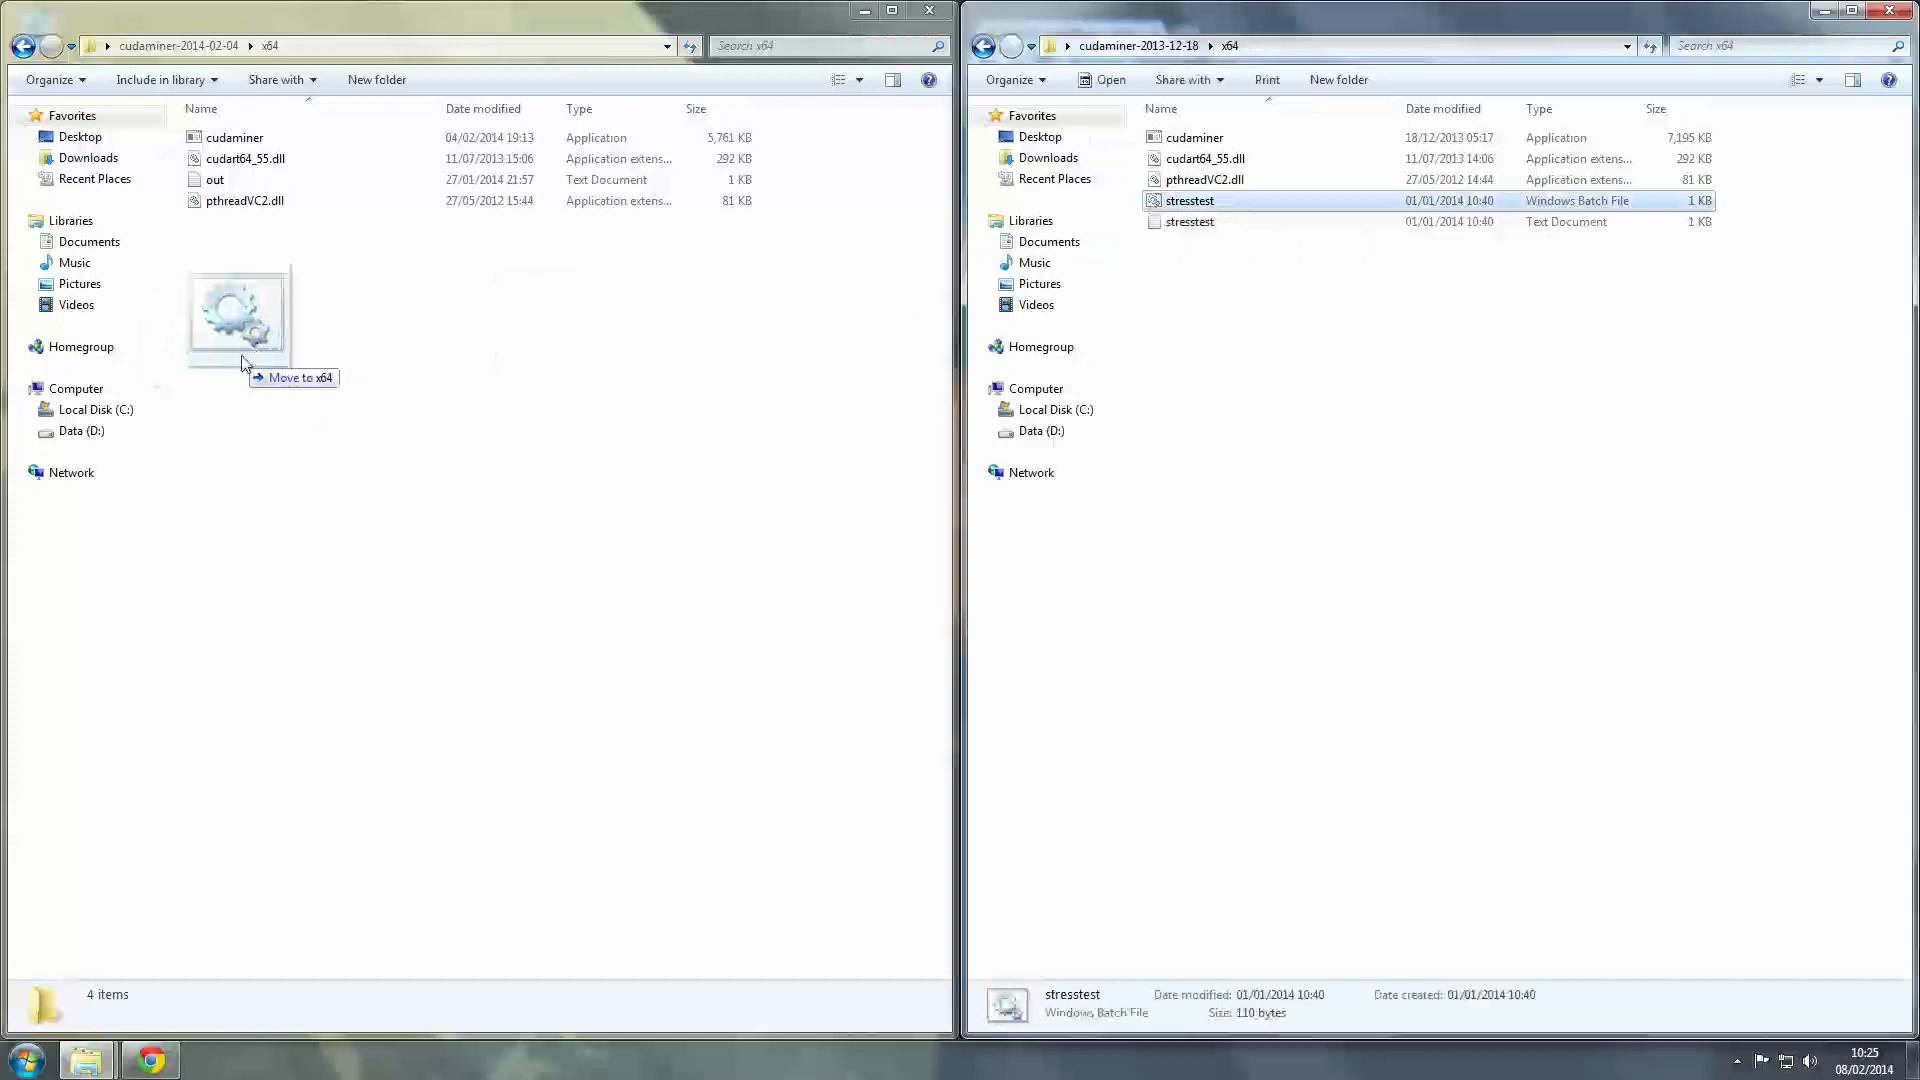 cudaminer-2014-02-04 x64
Search x64
Organize Include in library Share with New folder
Name Date modified Type Size
Favorites
Desktop
Downloads
Recent Places
Libraries
Documents
Music
Pictures
Videos
Homegroup
Computer
Local Disk (C:)
Data (D:)
Network
cudaminer 04/02/2014 19:13 Application 5,761 KB
cudart64_55.dll 11/07/2013 15:06 Application extens... 292 KB
out 27/01/2014 21:57 Text Document 1 KB
pthreadVC2.dll 27/05/2012 15:44 Application extens... 81 KB
Move to x64
4 items
cudaminer-2013-12-18 x64
Search x64
Organize Open Share with Print New folder
Name Date modified Type Size
Favorites
Desktop
Downloads
Recent Places
Libraries
Documents
Music
Pictures
Videos
Homegroup
Computer
Local Disk (C:)
Data (D:)
Network
cudaminer 18/12/2013 05:17 Application 7,195 KB
cudart64_55.dll 11/07/2013 14:06 Application extens... 292 KB
pthreadVC2.dll 27/05/2012 14:44 Application extens... 81 KB
stresstest 01/01/2014 10:40 Windows Batch File 1 KB
stresstest 01/01/2014 10:40 Text Document 1 KB
stresstest Date modified: 01/01/2014 10:40 Date created: 01/01/2014 10:40
Windows Batch File Size: 110 bytes
10:25
08/02/2014